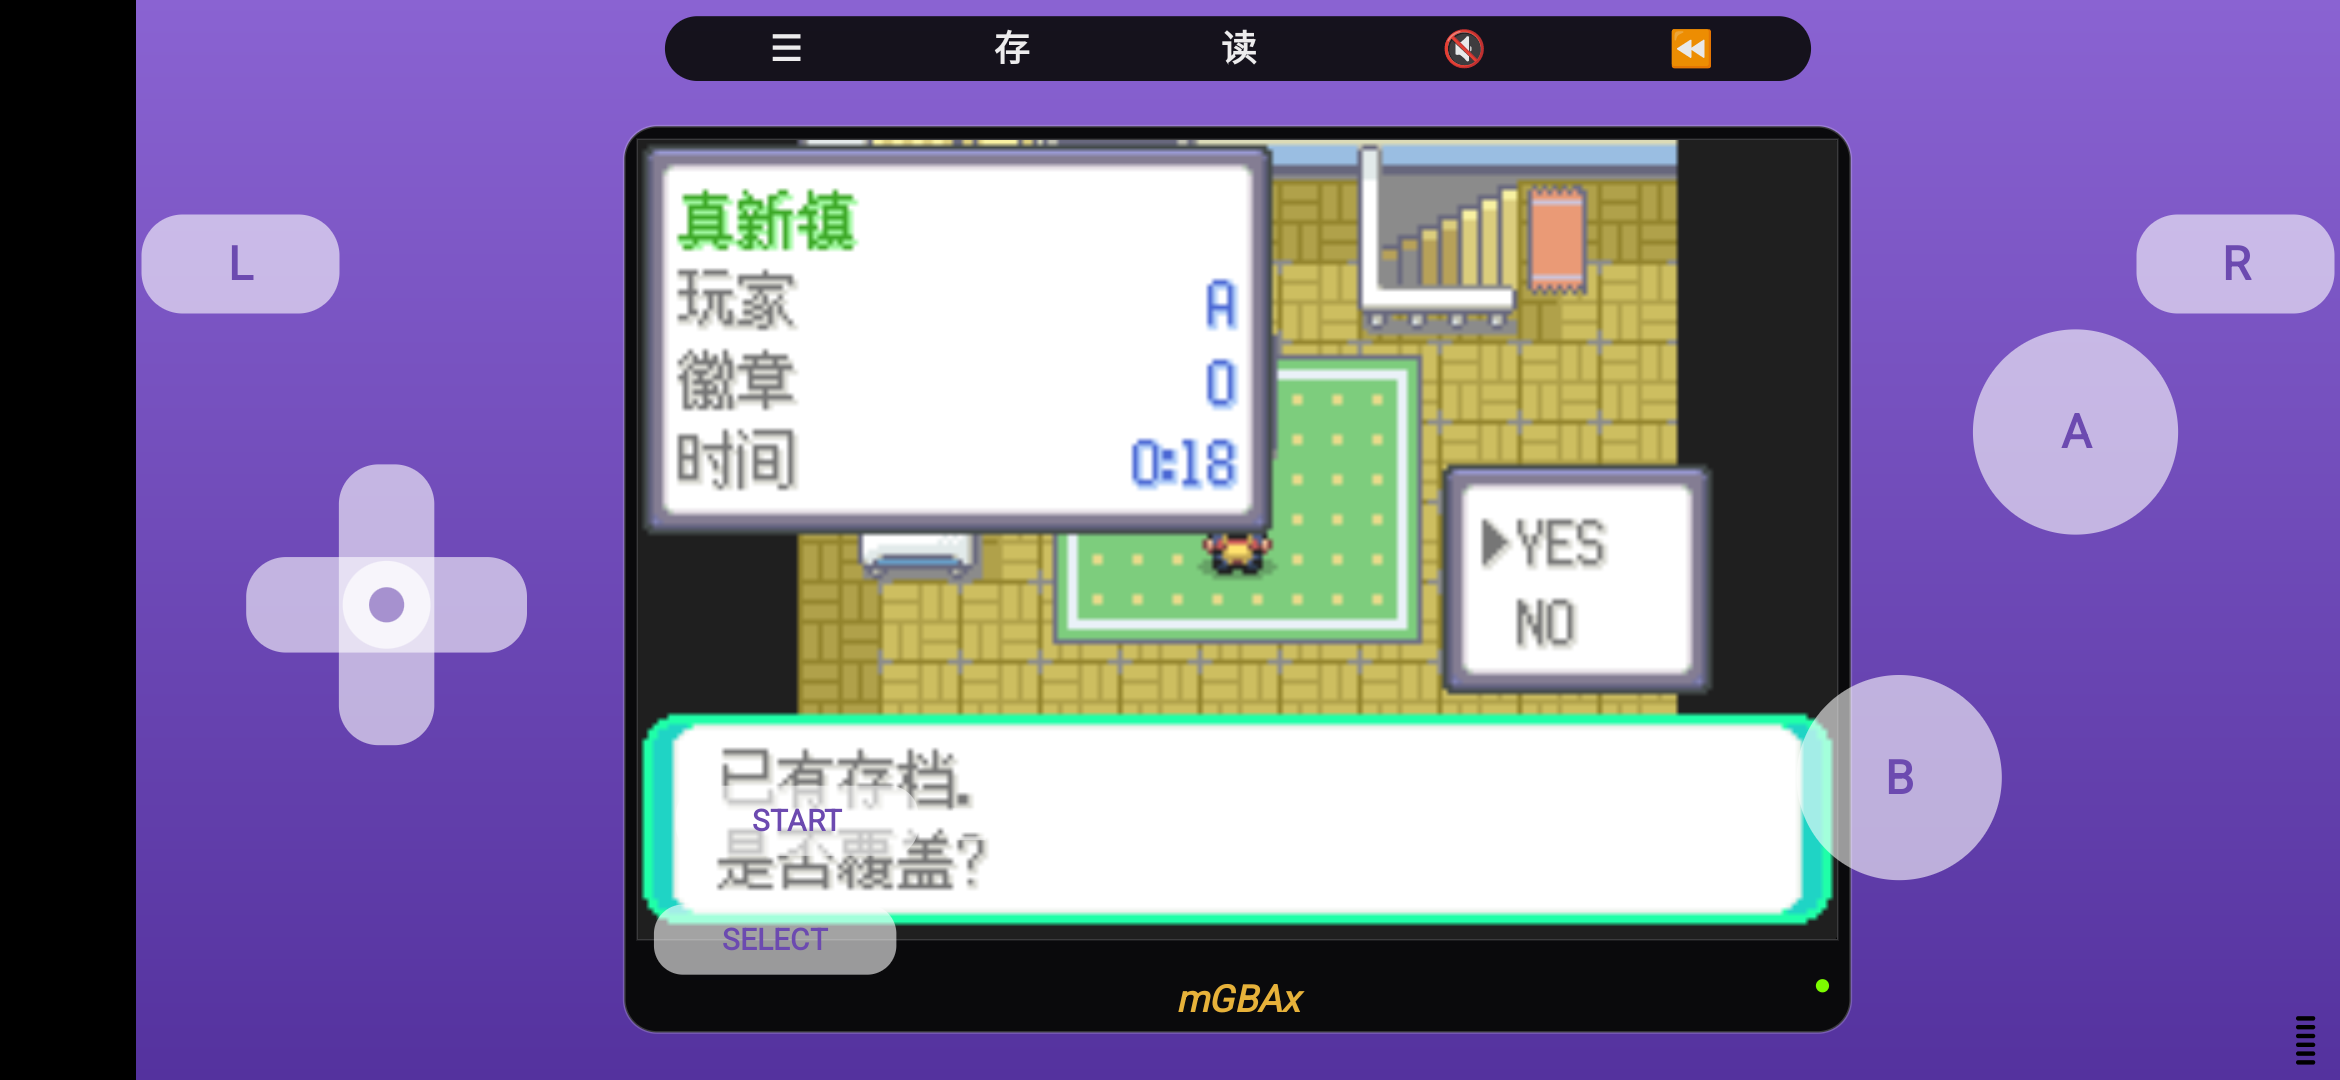 存 读
L
R
真新镇
玩家 A
徽章 0
时间 0:18
A
YES
NO
B
已有存档.
是否覆盖?
START
SELECT
mGBAx